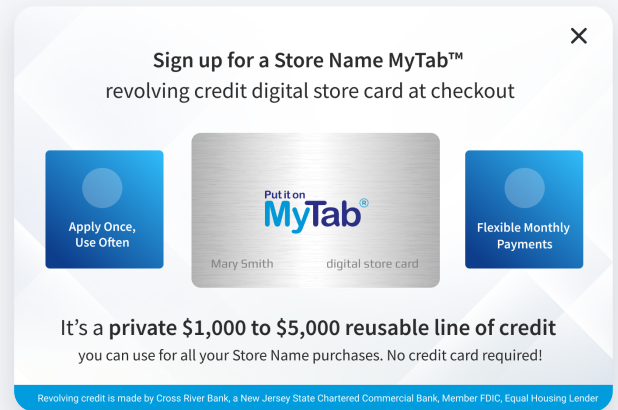 Sign up for a Store Name MyTab™
revolving credit digital store card at checkout
Apply Once,
Use Often
Put it on
MyTab®
Mary Smith digital store card
Flexible Monthly
Payments
It’s a private $1,000 to $5,000 reusable line of credit
you can use for all your Store Name purchases. No credit card required!
Revolving credit is made by Cross River Bank, a New Jersey State Chartered Commercial Bank, Member FDIC, Equal Housing Lender